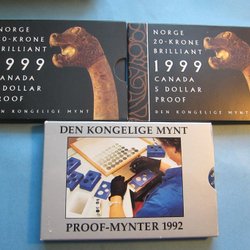 NORGE
20-KRONE
BRILLIANT
1999
CANADA
5 DOLLAR
PROOF
DEN KONGELIGE MYNT
NORGE
20-KRONE
BRILLIANT
1999
CANADA
5 DOLLAR
PROOF
DEN KONGELIGE MYNT
DEN KONGELIGE MYNT
PROOF-MYNTER 1992